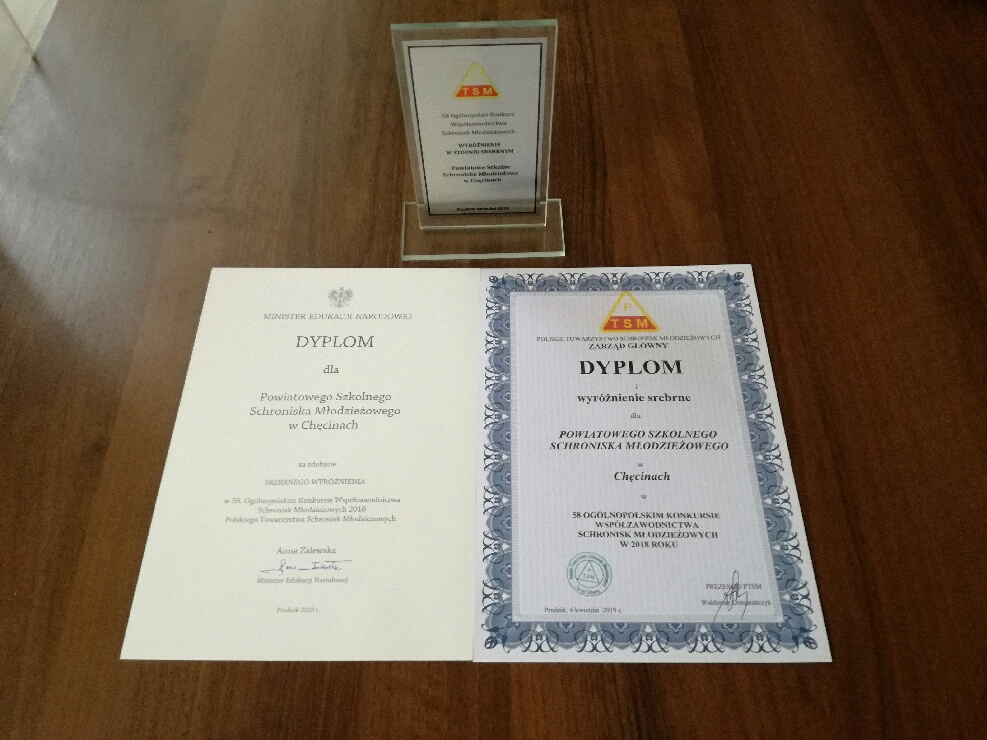 TSM
58 Ogólnopolski Konkurs
Współzawodnictwa
Schronisk Młodzieżowych
WYRÓŻNIENIE
W STOPNIU SREBRNYM
Powiatowe Szkolne
Schronisko Młodzieżowe
w Chęcinach
MINISTER EDUKACJI NARODOWEJ
DYPLOM
dla
Powiatowego Szkolnego
Schroniska Młodzieżowego
w Chęcinach
za zdobycie
SREBRNEGO WYRÓŻNIENIA
w 58. Ogólnopolskim Konkursie Współzawodnictwa
Schronisk Młodzieżowych 2018
Polskiego Towarzystwa Schronisk Młodzieżowych
Anna Zalewska
Minister Edukacji Narodowej
Prudnik 2019 r.
P
TSM
POLSKIE TOWARZYSTWO SCHRONISK MŁODZIEŻOWYCH
ZARZĄD GŁÓWNY
DYPLOM
i
wyróżnienie srebrne
dla
POWIATOWEGO SZKOLNEGO
SCHRONISKA MŁODZIEŻOWEGO
w
Chęcinach
w
58 OGÓLNOPOLSKIM KONKURSIE
WSPÓŁZAWODNICTWA
SCHRONISK MŁODZIEŻOWYCH
W 2018 ROKU
TSM
PREZES PTSM
Waldemar
Prudnik, 6 kwietnia 2019 r.